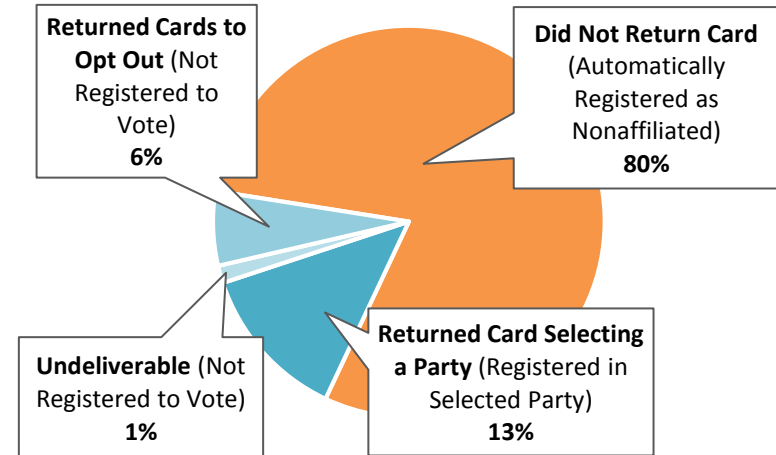 Returned Cards to
Opt Out (Not
Registered to
Vote)
6%
Did Not Return Card
(Automatically
Registered as
Nonaffiliated)
80%
Undeliverable (Not
Registered to Vote)
1%
Returned Card Selecting
a Party (Registered in
Selected Party)
13%